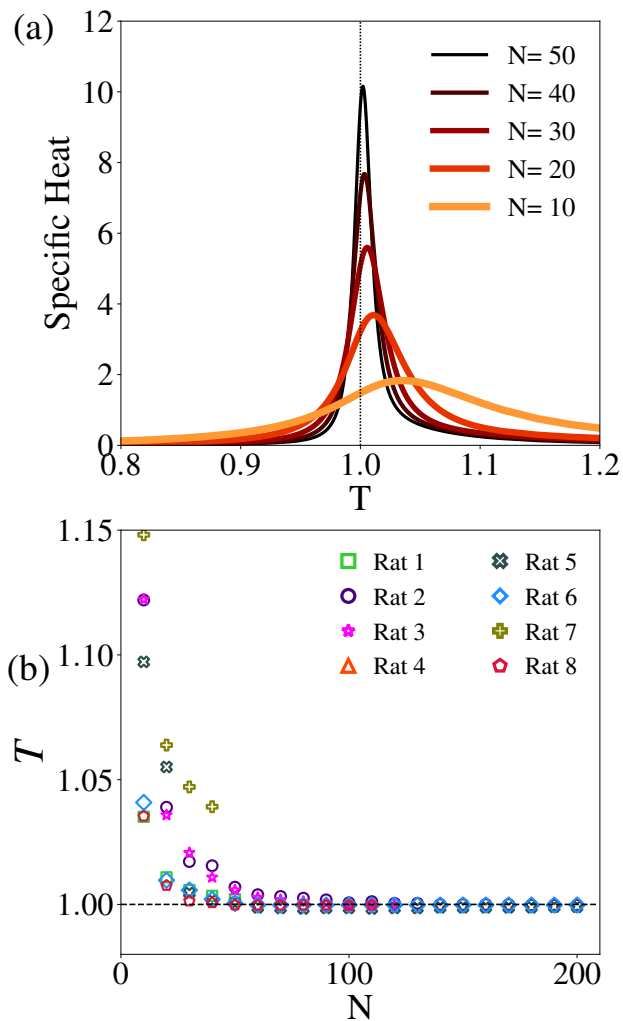 (a)
Specific Heat
12
10
8
6
4
2
0
N= 50
N= 40
N= 30
N= 20
N= 10
0.8 0.9 1.0 1.1 1.2
T
(b)
T
1.15
1.10
1.05
1.00
Rat 1 Rat 5
Rat 2 Rat 6
Rat 3 Rat 7
Rat 4 Rat 8
0 100 200
N